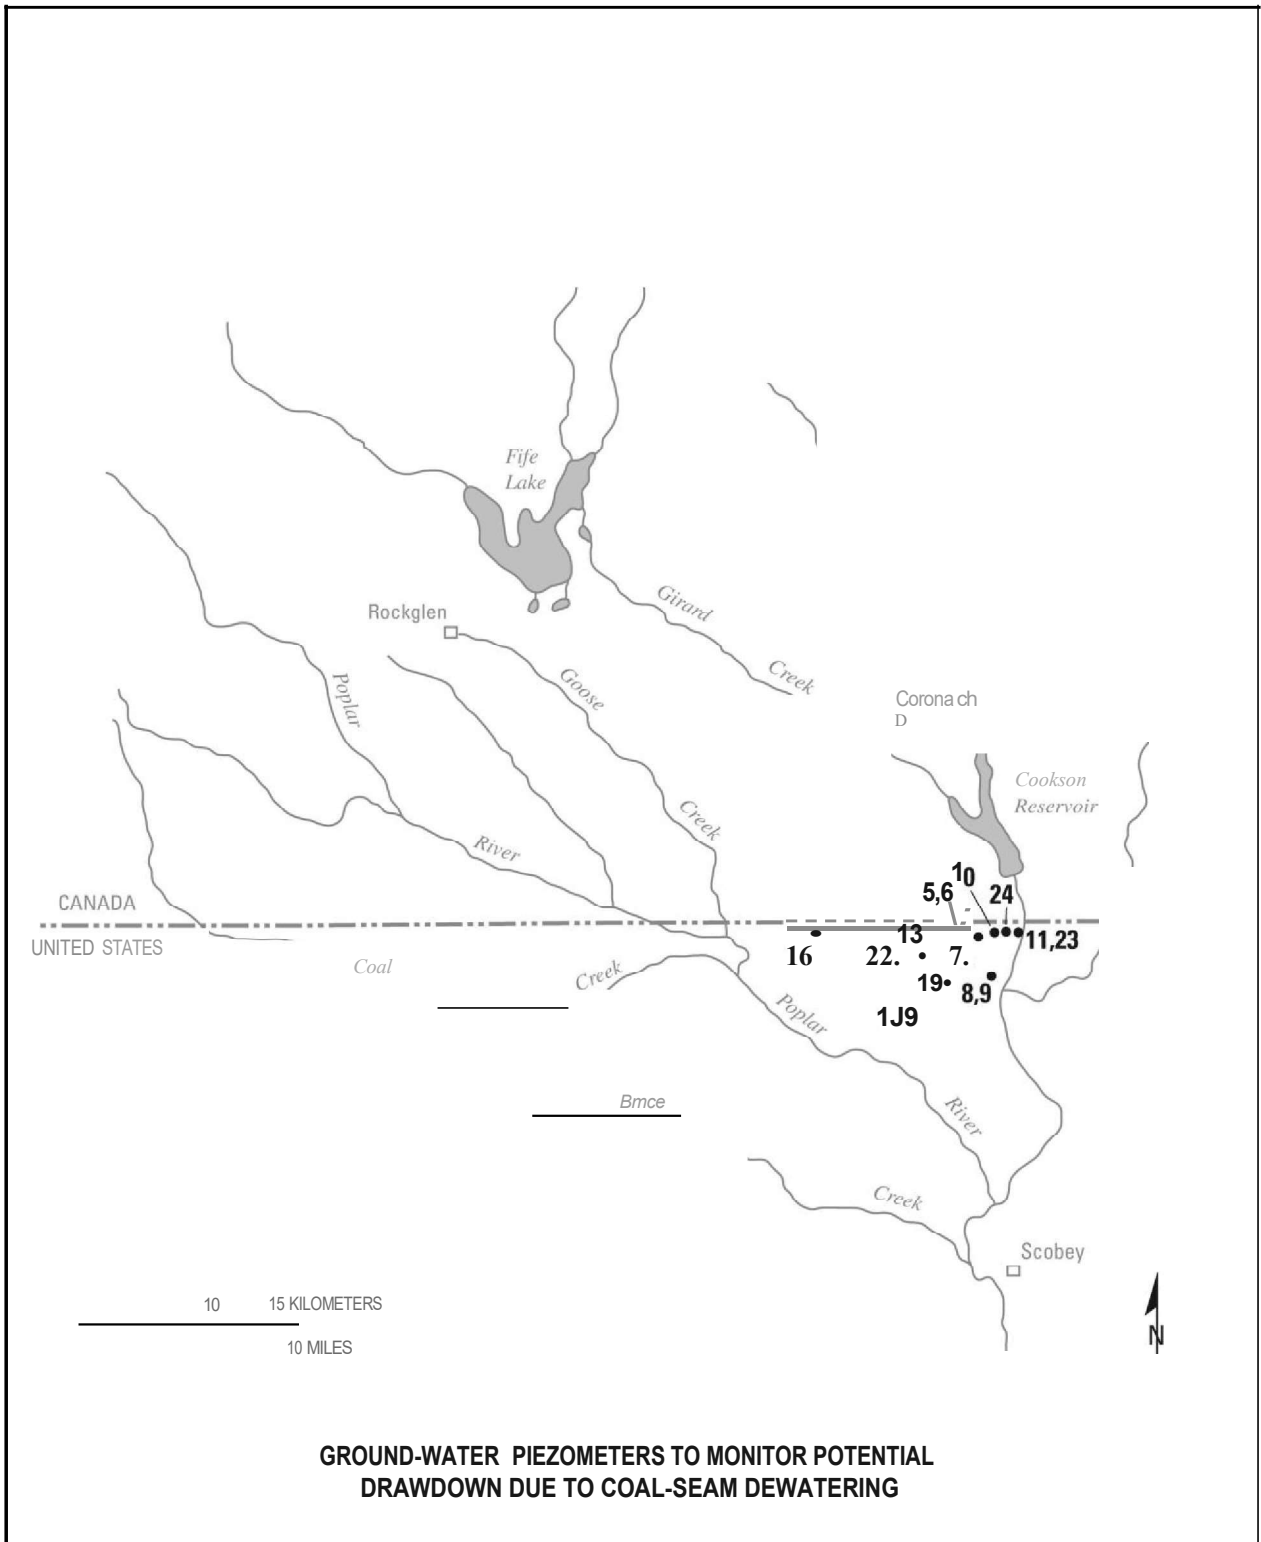 Fife
Lake
Rockglen
Girard
Creek
Goose
Creek
Poplar
River
Corona ch
D
Cookson
Reservoir
10
5,6
24
CANADA
UNITED STATES
13
11,23
16
22.
7.
19
8,9
1J9
Coal
Creek
Poplar
River
Bmce
Creek
Scobey
10
15 KILOMETERS
10 MILES
N
GROUND-WATER PIEZOMETERS TO MONITOR POTENTIAL
DRAWDOWN DUE TO COAL-SEAM DEWATERING